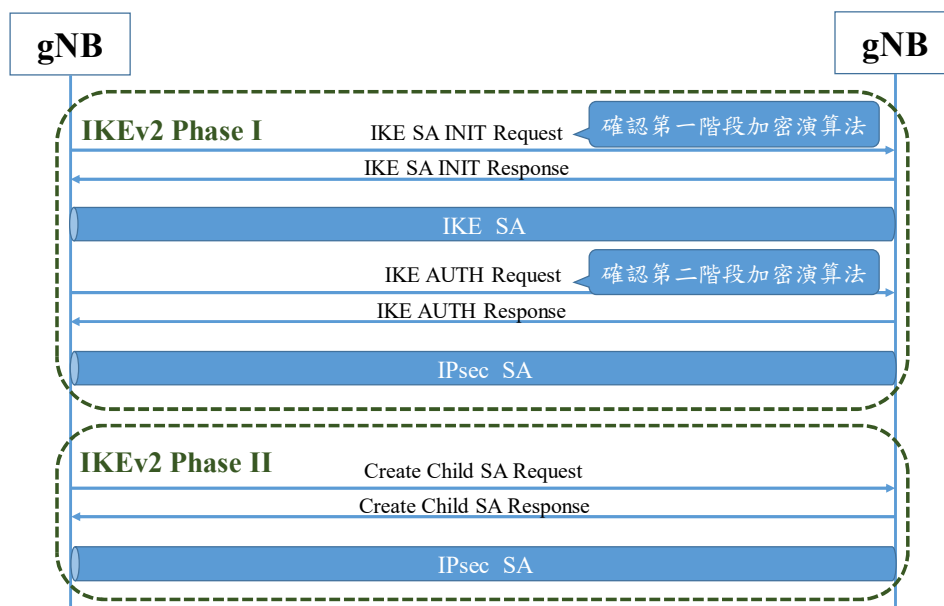 gNB
gNB
IKEv2 Phase I
IKE SA INIT Request
確認第一階段加密演算法
IKE SA INIT Response
IKE SA
IKE AUTH Request
確認第二階段加密演算法
IKE AUTH Response
IPsec SA
IKEv2 Phase II
Create Child SA Request
Create Child SA Response
IPsec SA